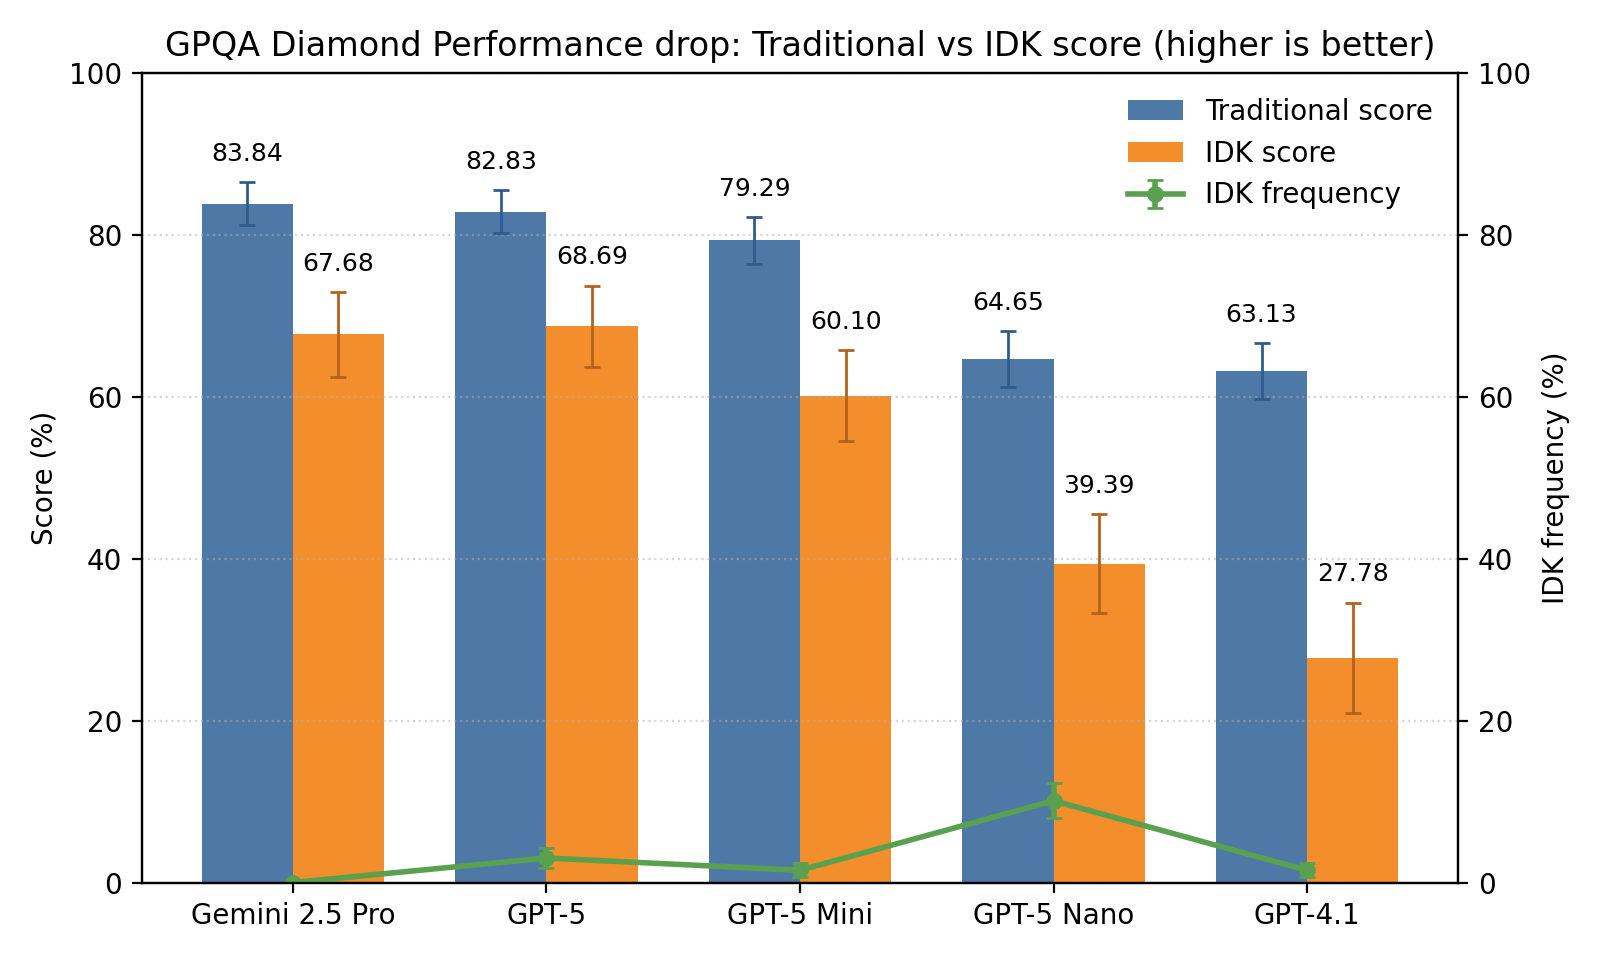 GPQA Diamond Performance drop: Traditional vs IDK score (higher is better)
Traditional score
IDK score
IDK frequency
Score (%)
100
80
60
40
20
0
83.84
67.68
82.83
68.69
79.29
60.10
64.65
39.39
63.13
27.78
100
80
60
40
20
0
IDK frequency (%)
Gemini 2.5 Pro
GPT-5
GPT-5 Mini
GPT-5 Nano
GPT-4.1